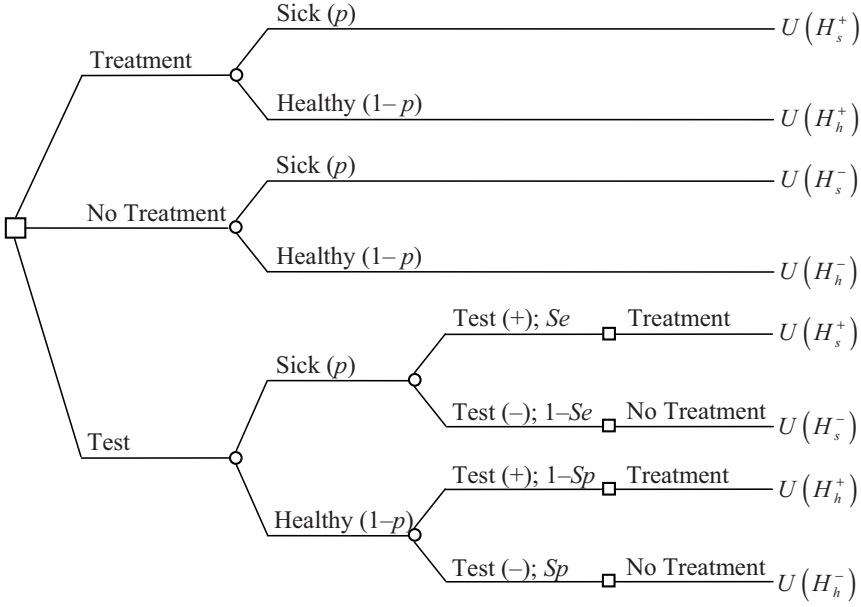 Sick (p)
U(H_s^+)
Treatment
Healthy (1– p)
U(H_h^+)
Sick (p)
U(H_s^-)
No Treatment
Healthy (1– p)
U(H_h^-)
Test (+); Se
Treatment
U(H_s^+)
Sick (p)
Test (–); 1–Se
No Treatment
U(H_s^-)
Test
Test (+); 1–Sp
Treatment
U(H_h^+)
Healthy (1–p)
Test (–); Sp
No Treatment
U(H_h^-)